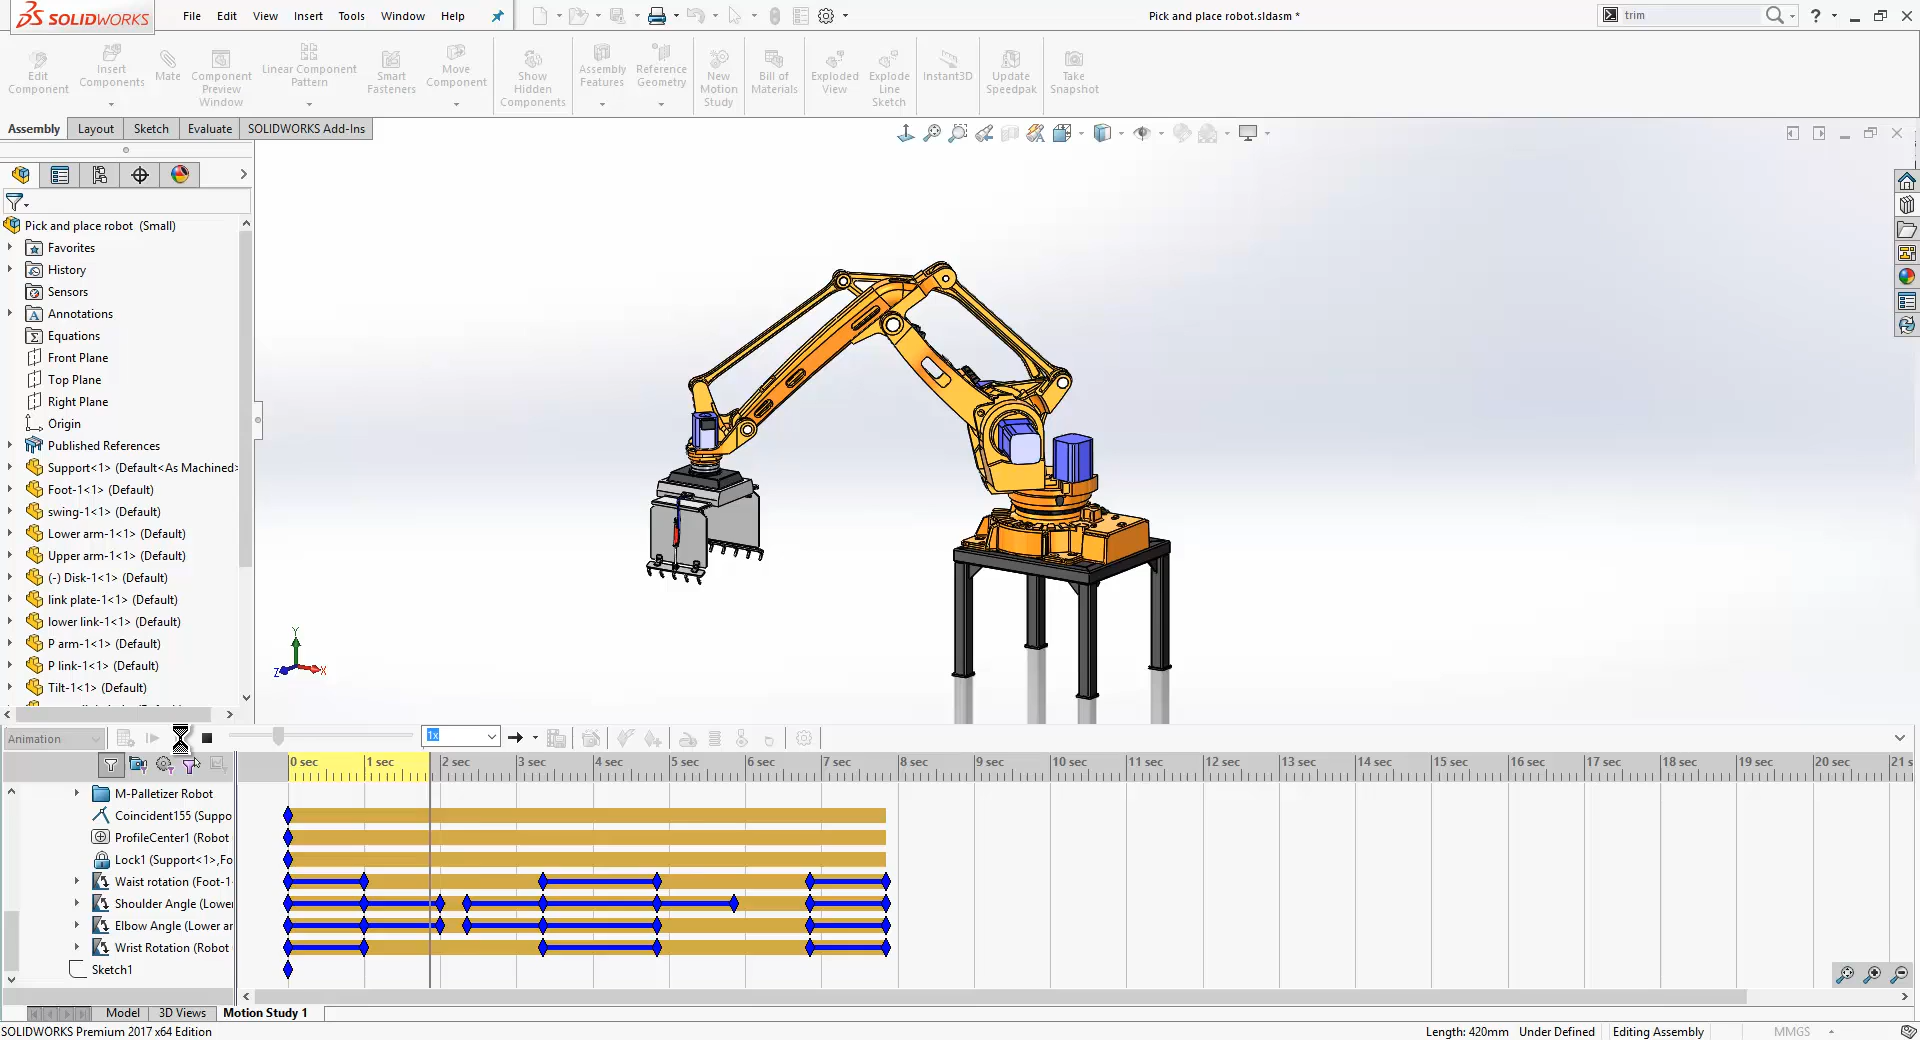 SOLIDWORKS
File Edit View Insert Tools Window Help
Pick and place robot.sldasm *
trim
Edit Component
Insert Components
Mate
Component Preview Window
Linear Component Pattern
Smart Fasteners
Move Component
Show Hidden Components
Assembly Features
Reference Geometry
New Motion Study
Bill of Materials
Exploded View
Explode Line Sketch
Instant3D
Update Speedpak
Take Snapshot
Assembly Layout Sketch Evaluate SOLIDWORKS Add-Ins
Pick and place robot (Small)
Favorites
History
Sensors
Annotations
Equations
Front Plane
Top Plane
Right Plane
Origin
Published References
Support<1> (Default<As Machined>
Foot-1<1> (Default)
swing-1<1> (Default)
Lower arm-1<1> (Default)
Upper arm-1<1> (Default)
(-) Disk-1<1> (Default)
link plate-1<1> (Default)
lower link-1<1> (Default)
P arm-1<1> (Default)
P link-1<1> (Default)
Tilt-1<1> (Default)
Y
Z
X
Animation
1x
0 sec 1 sec 2 sec 3 sec 4 sec 5 sec 6 sec 7 sec 8 sec 9 sec 10 sec 11 sec 12 sec 13 sec 14 sec 15 sec 16 sec 17 sec 18 sec 19 sec 20 sec 21 s
M-Palletizer Robot
Coincident155 (Suppo
ProfileCenter1 (Robot
Lock1 (Support<1>,Fo
Waist rotation (Foot-1
Shoulder Angle (Lower
Elbow Angle (Lower ar
Wrist Rotation (Robot
Sketch1
Model 3D Views Motion Study 1
SOLIDWORKS Premium 2017 x64 Edition
Length: 420mm Under Defined Editing Assembly MMGS